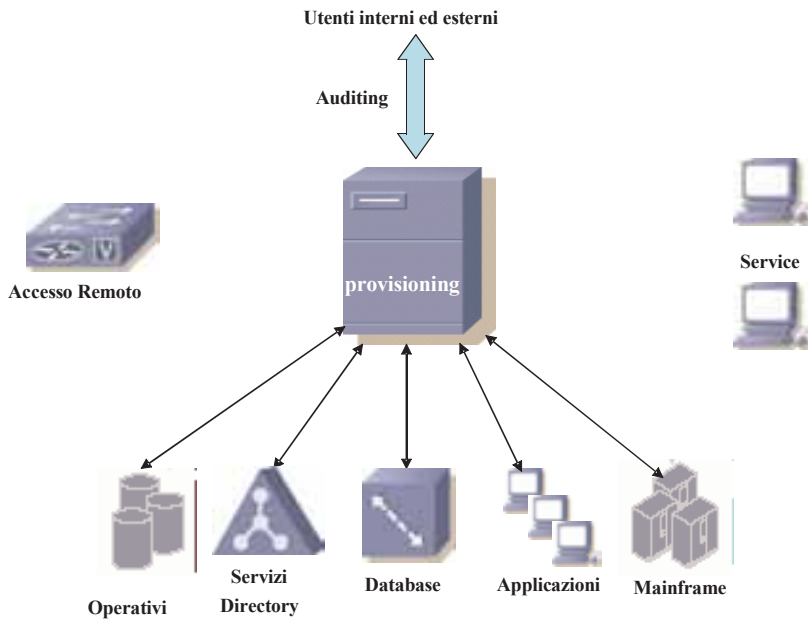 Utenti interni ed esterni
Auditing
provisioning
Accesso Remoto
Service
Operativi
Servizi
Directory
Database
Applicazioni
Mainframe